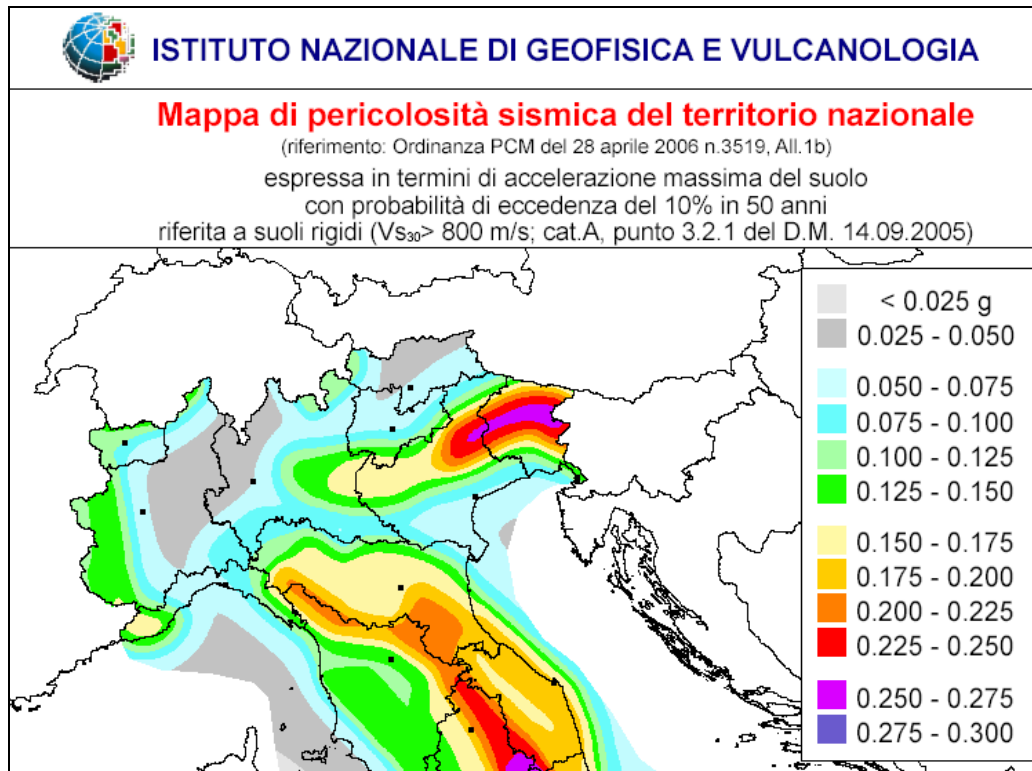 ISTITUTO NAZIONALE DI GEOFISICA E VULCANOLOGIA
Mappa di pericolosità sismica del territorio nazionale
(riferimento: Ordinanza PCM del 28 aprile 2006 n.3519, All.1b)
espressa in termini di accelerazione massima del suolo
con probabilità di eccedenza del 10% in 50 anni
riferita a suoli rigidi (Vs₃₀> 800 m/s; cat.A, punto 3.2.1 del D.M. 14.09.2005)
< 0.025 g
0.025 - 0.050
0.050 - 0.075
0.075 - 0.100
0.100 - 0.125
0.125 - 0.150
0.150 - 0.175
0.175 - 0.200
0.200 - 0.225
0.225 - 0.250
0.250 - 0.275
0.275 - 0.300